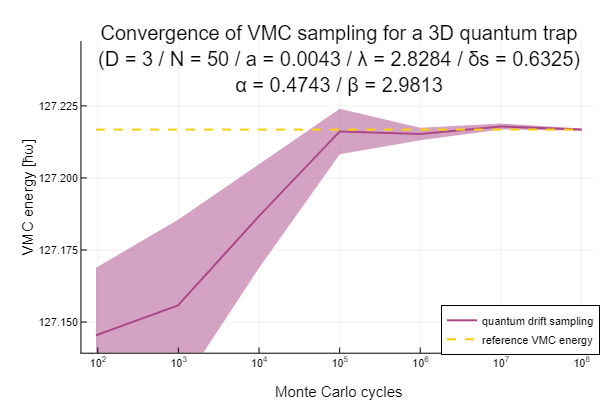 Convergence of VMC sampling for a 3D quantum trap
(D = 3 / N = 50 / a = 0.0043 / λ = 2.8284 / δs = 0.6325)
α = 0.4743 / β = 2.9813
VMC energy [ħω]
127.225
127.200
127.175
127.150
10²
10³
10⁴
10⁵
10⁶
10⁷
10⁸
Monte Carlo cycles
quantum drift sampling
reference VMC energy